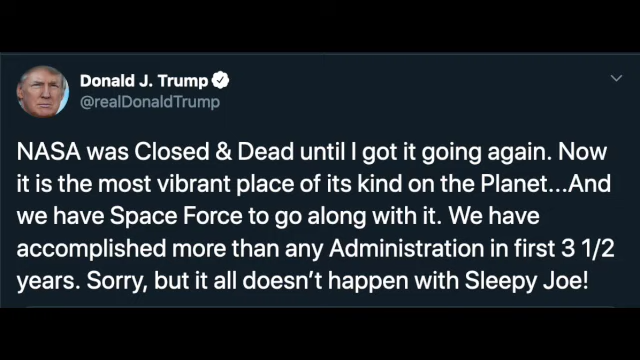 Donald J. Trump
@realDonaldTrump
NASA was Closed & Dead until I got it going again. Now
it is the most vibrant place of its kind on the Planet...And
we have Space Force to go along with it. We have
accomplished more than any Administration in first 3 1/2
years. Sorry, but it all doesn’t happen with Sleepy Joe!